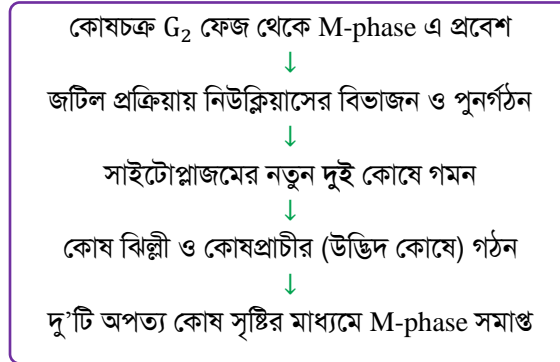 কোষচক্র G₂ ফেজ থেকে M-phase এ প্রবেশ
↓
জটিল প্রক্রিয়ায় নিউক্লিয়াসের বিভাজন ও পুনর্গঠন
↓
সাইটোপ্লাজমের নতুন দুই কোষে গমন
↓
কোষ ঝিল্লী ও কোষপ্রাচীর (উদ্ভিদ কোষে) গঠন
↓
দু’টি অপত্য কোষ সৃষ্টির মাধ্যমে M-phase সমাপ্ত